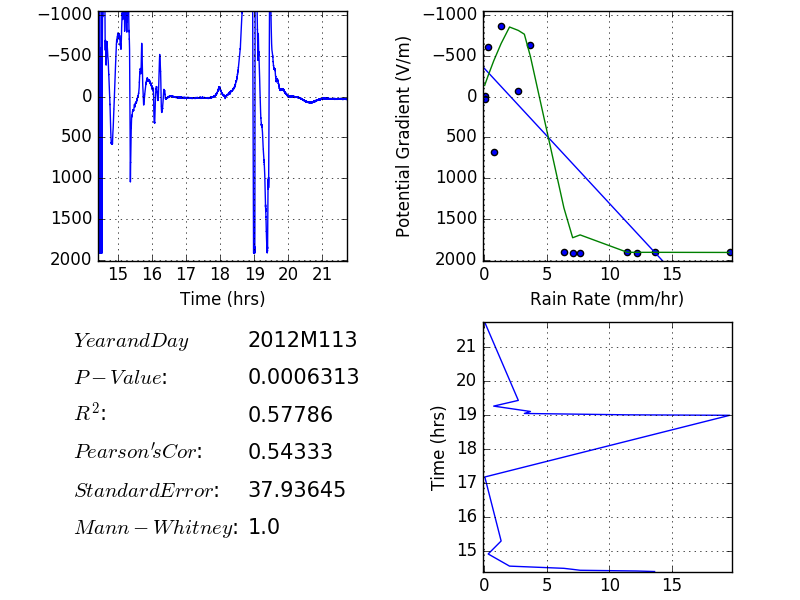 −1000
−500
0
500
1000
1500
2000
15 16 17 18 19 20 21
Time (hrs)
−1000
−500
0
500
1000
1500
2000
Potential Gradient (V/m)
0 5 10 15
Rain Rate (mm/hr)
YearandDay 2012M113
P−Value: 0.0006313
R²: 0.57786
Pearson'sCor: 0.54333
StandardError: 37.93645
Mann−Whitney: 1.0
21
20
19
18
17
16
15
Time (hrs)
0 5 10 15